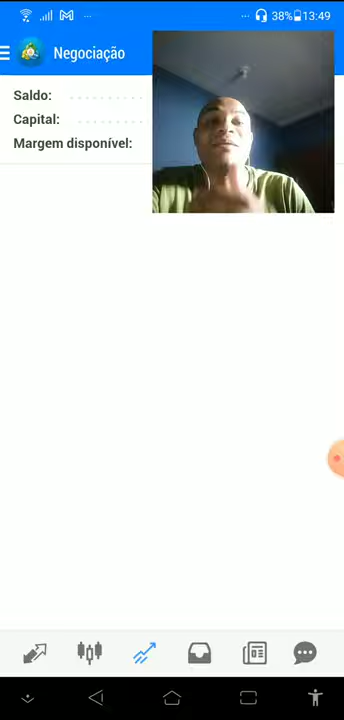 38% 13:49
Negociação
Saldo:
Capital:
Margem disponível: